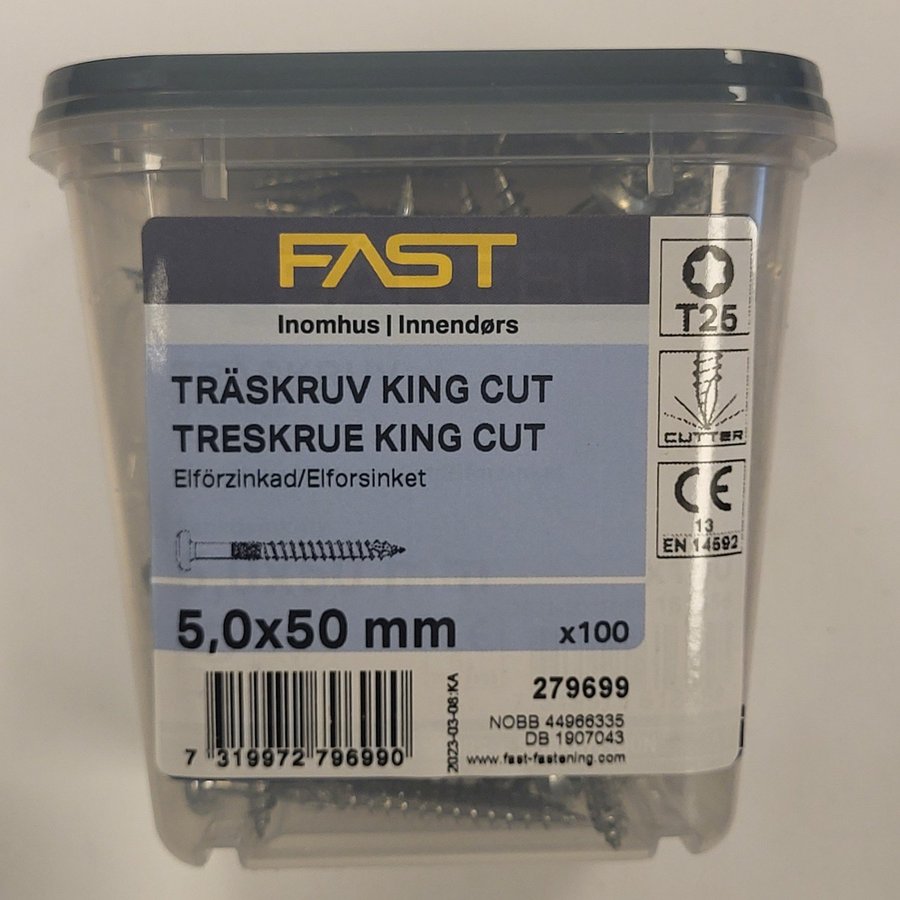 FAST
Inomhus | Innendørs
TRÄSKRUV KING CUT
TRESKRUE KING CUT
Elförzinkad/Elforsinket
5,0x50 mm
x100
T25
CUTTER
CE
13
EN 14592
7 319972 796990
2023-03-08:KA
279699
NOBB 44966335
DB 1907043
www.fast-fastening.com